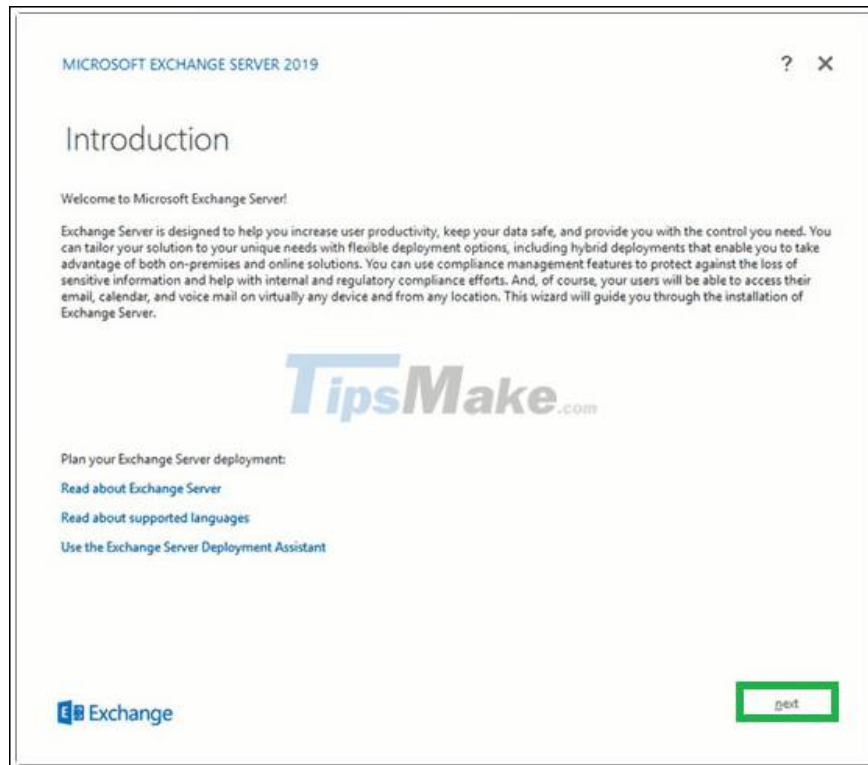 MICROSOFT EXCHANGE SERVER 2019
? X
Introduction
Welcome to Microsoft Exchange Server!
Exchange Server is designed to help you increase user productivity, keep your data safe, and provide you with the control you need. You
can tailor your solution to your unique needs with flexible deployment options, including hybrid deployments that enable you to take
advantage of both on-premises and online solutions. You can use compliance management features to protect against the loss of
sensitive information and help with internal and regulatory compliance efforts. And, of course, your users will be able to access their
email, calendar, and voice mail on virtually any device and from any location. This wizard will guide you through the installation of
Exchange Server.
TipsMake.com
Plan your Exchange Server deployment:
Read about Exchange Server
Read about supported languages
Use the Exchange Server Deployment Assistant
E Exchange
next